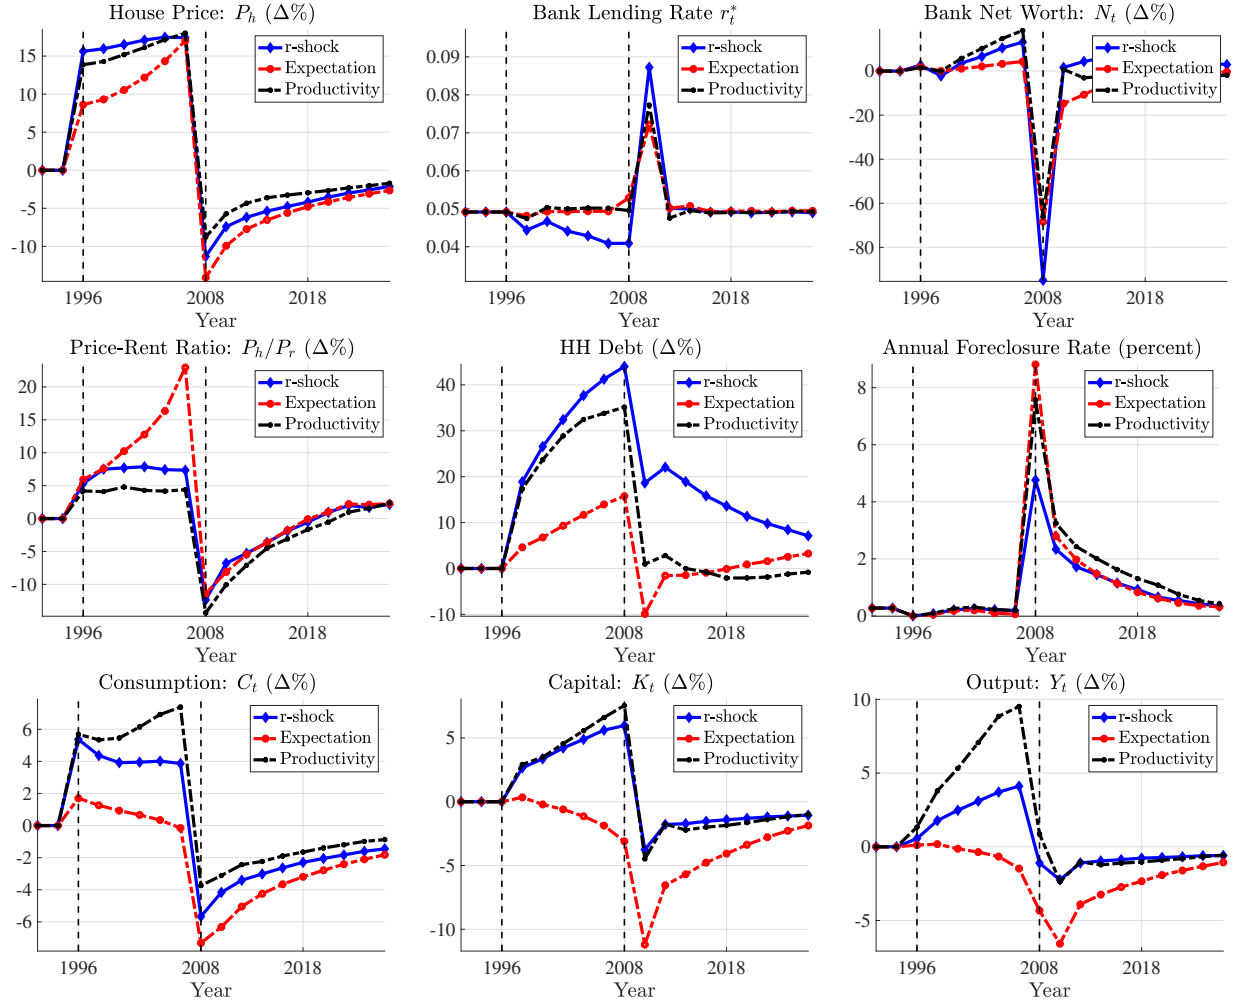 House Price: P_h (Δ%)
15
10
5
0
-5
-10
1996
2008
2018
Year
r-shock
Expectation
Productivity
Bank Lending Rate r_t^*
0.09
0.08
0.07
0.06
0.05
0.04
1996
2008
2018
Year
r-shock
Expectation
Productivity
Bank Net Worth: N_t (Δ%)
0
-20
-40
-60
-80
1996
2008
2018
Year
r-shock
Expectation
Productivity
Price-Rent Ratio: P_h/P_r (Δ%)
20
15
10
5
0
-5
-10
1996
2008
2018
Year
r-shock
Expectation
Productivity
HH Debt (Δ%)
40
30
20
10
0
-10
1996
2008
2018
Year
r-shock
Expectation
Productivity
Annual Foreclosure Rate (percent)
8
6
4
2
0
1996
2008
2018
Year
r-shock
Expectation
Productivity
Consumption: C_t (Δ%)
6
4
2
0
-2
-4
-6
1996
2008
2018
Year
r-shock
Expectation
Productivity
Capital: K_t (Δ%)
5
0
-5
-10
1996
2008
2018
Year
r-shock
Expectation
Productivity
Output: Y_t (Δ%)
10
5
0
-5
1996
2008
2018
Year
r-shock
Expectation
Productivity